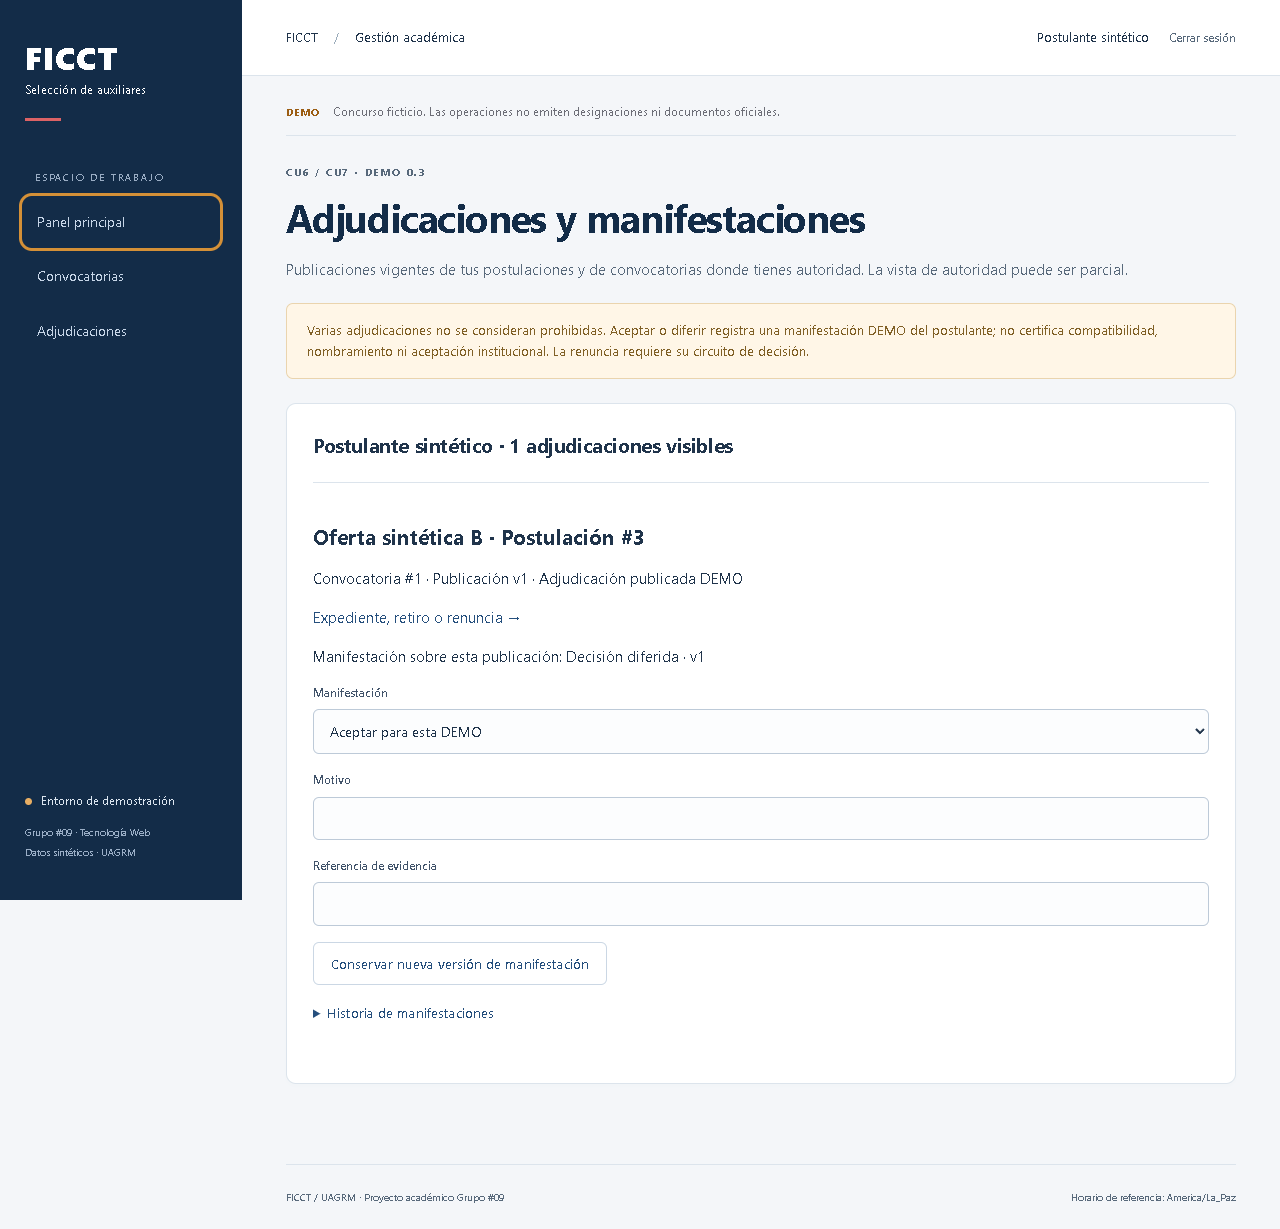 FICCT
Selección de auxiliares
ESPACIO DE TRABAJO
Panel principal
Convocatorias
Adjudicaciones
Entorno de demostración
Grupo #09 · Tecnología Web
Datos sintéticos · UAGRM
FICCT / Gestión académica
Postulante sintético Cerrar sesión
DEMO Concurso ficticio. Las operaciones no emiten designaciones ni documentos oficiales.
CU6 / CU7 · DEMO 0.3
Adjudicaciones y manifestaciones
Publicaciones vigentes de tus postulaciones y de convocatorias donde tienes autoridad. La vista de autoridad puede ser parcial.
Varias adjudicaciones no se consideran prohibidas. Aceptar o diferir registra una manifestación DEMO del postulante; no certifica compatibilidad,
nombramiento ni aceptación institucional. La renuncia requiere su circuito de decisión.
Postulante sintético · 1 adjudicaciones visibles
Oferta sintética B · Postulación #3
Convocatoria #1 · Publicación v1 · Adjudicación publicada DEMO
Expediente, retiro o renuncia →
Manifestación sobre esta publicación: Decisión diferida · v1
Manifestación
Aceptar para esta DEMO
Motivo
Referencia de evidencia
Conservar nueva versión de manifestación
Historia de manifestaciones
FICCT / UAGRM · Proyecto académico Grupo #09
Horario de referencia: America/La_Paz